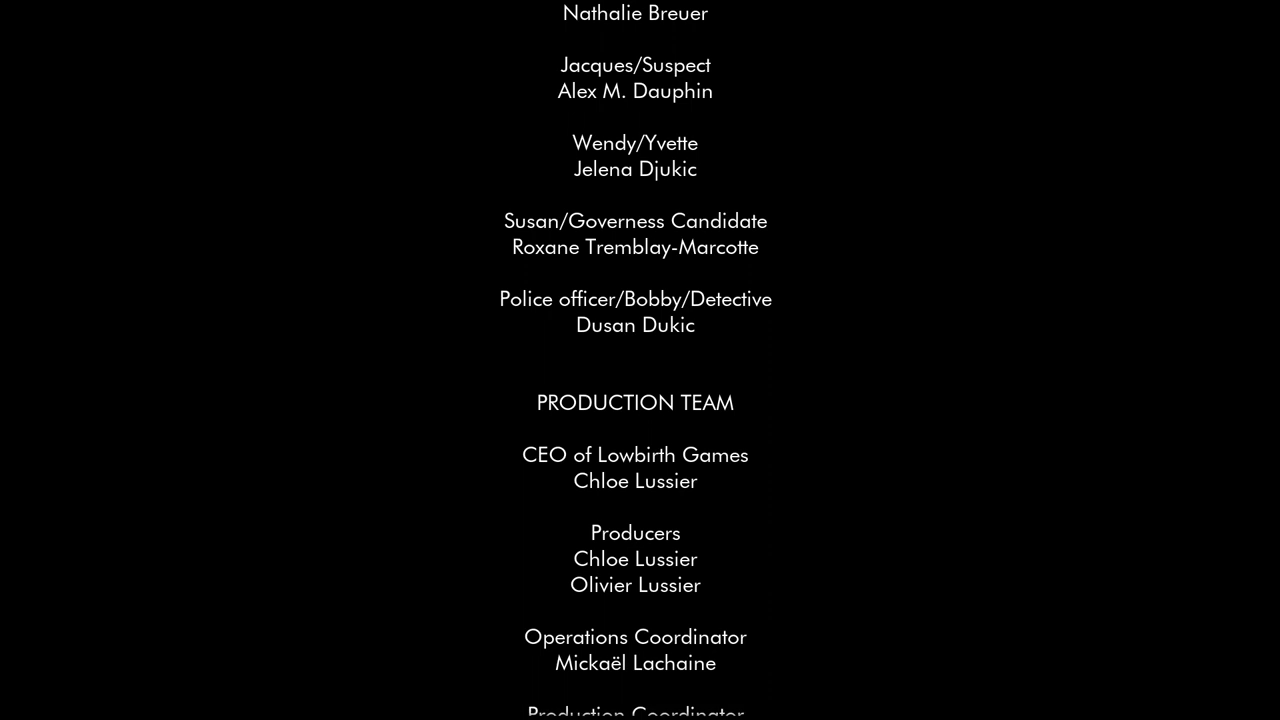 Nathalie Breuer
Jacques/Suspect
Alex M. Dauphin
Wendy/Yvette
Jelena Djukic
Susan/Governess Candidate
Roxane Tremblay-Marcotte
Police officer/Bobby/Detective
Dusan Dukic
PRODUCTION TEAM
CEO of Lowbirth Games
Chloe Lussier
Producers
Chloe Lussier
Olivier Lussier
Operations Coordinator
Mickaël Lachaine
Production Coordinator